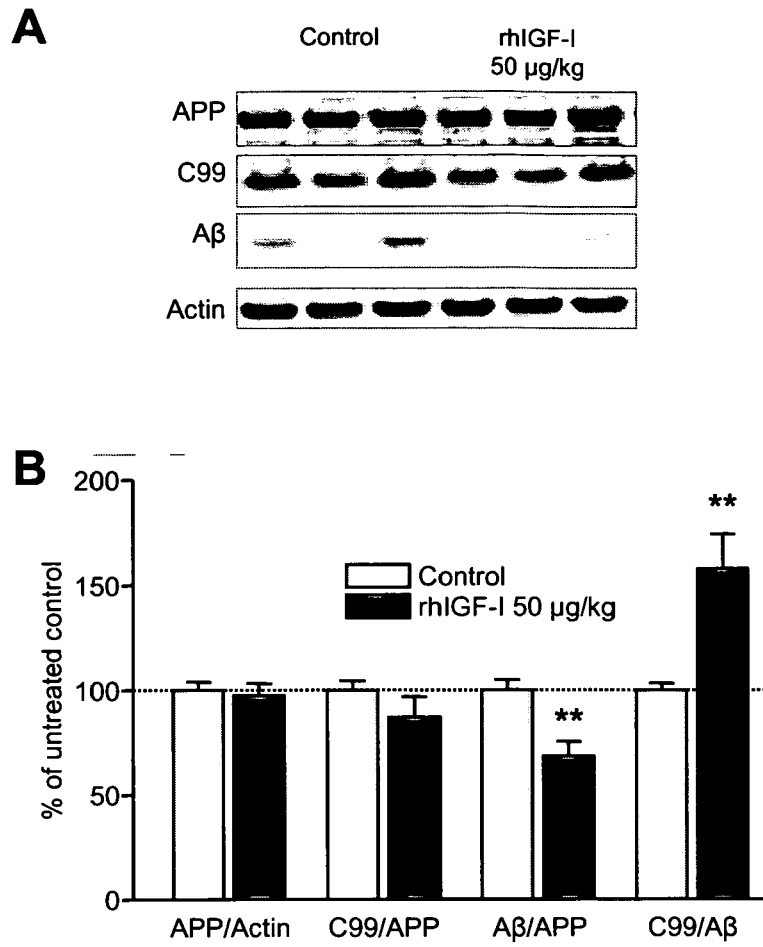 A
Control rhIGF-I
50 µg/kg
APP
C99
Aβ
Actin
B
200
150
100
50
0
% of untreated control
Control
rhIGF-I 50 µg/kg
**
**
APP/Actin C99/APP Aβ/APP C99/Aβ